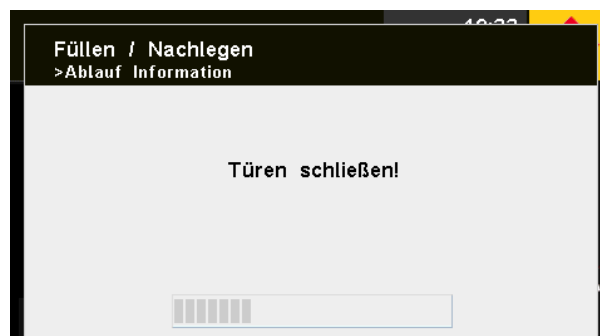 Füllen / Nachlegen
>Ablauf Information
Türen schließen!